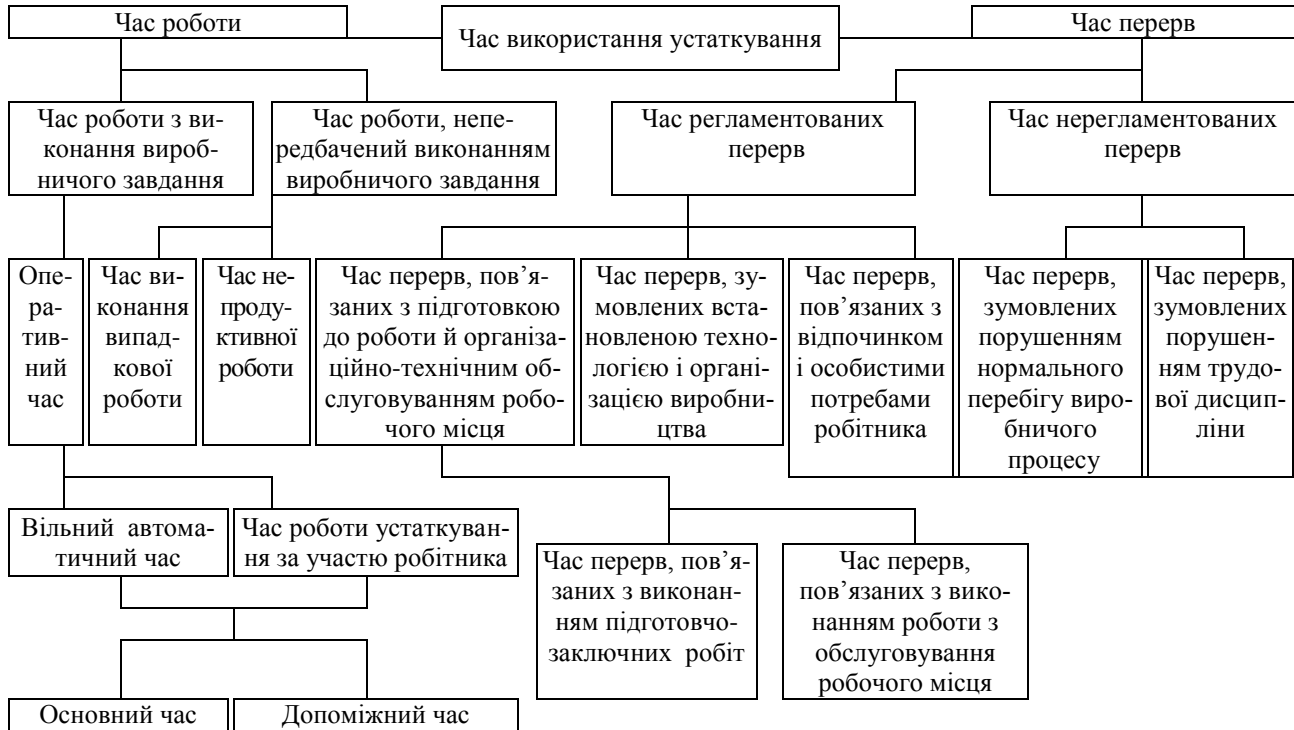 Час роботи
Час використання устаткування
Час перерв
Час роботи з ви-
конання вироб-
ничого завдання
Час роботи, непе-
редбачений виконанням
виробничого завдання
Час регламентованих
перерв
Час нерегламентованих
перерв
Опе-
ра-
тив-
ний
час
Час ви-
конання
випад-
кової
роботи
Час не-
проду-
ктивної
роботи
Час перерв, пов’я-
заних з підготовкою
до роботи й організа-
ційно-технічним об-
слуговуванням робо-
чого місця
Час перерв, зу-
мовлених вста-
новленою техно-
логією і органі-
зацією виробни-
цтва
Час перерв,
пов’язаних з
відпочинком
і особистими
потребами
робітника
Час перерв,
зумовлених
порушенням
нормального
перебігу виро-
бничого
процесу
Час перерв,
зумовлених
порушен-
ням трудо-
вої дисцип-
ліни
Вільний автома-
тичний час
Час роботи устаткуван-
ня за участю робітника
Час перерв, пов’я-
заних з виконан-
ням підготовчо-
заключних робіт
Час перерв,
пов’язаних з вико-
нанням роботи з
обслуговування
робочого місця
Основний час
Допоміжний час